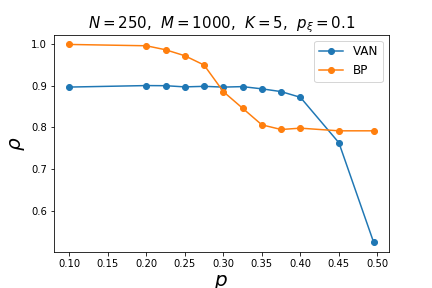 N = 250, M = 1000, K = 5, p_ξ = 0.1
VAN
BP
1.0
0.9
0.8
0.7
0.6
ρ
0.10 0.15 0.20 0.25 0.30 0.35 0.40 0.45 0.50
p